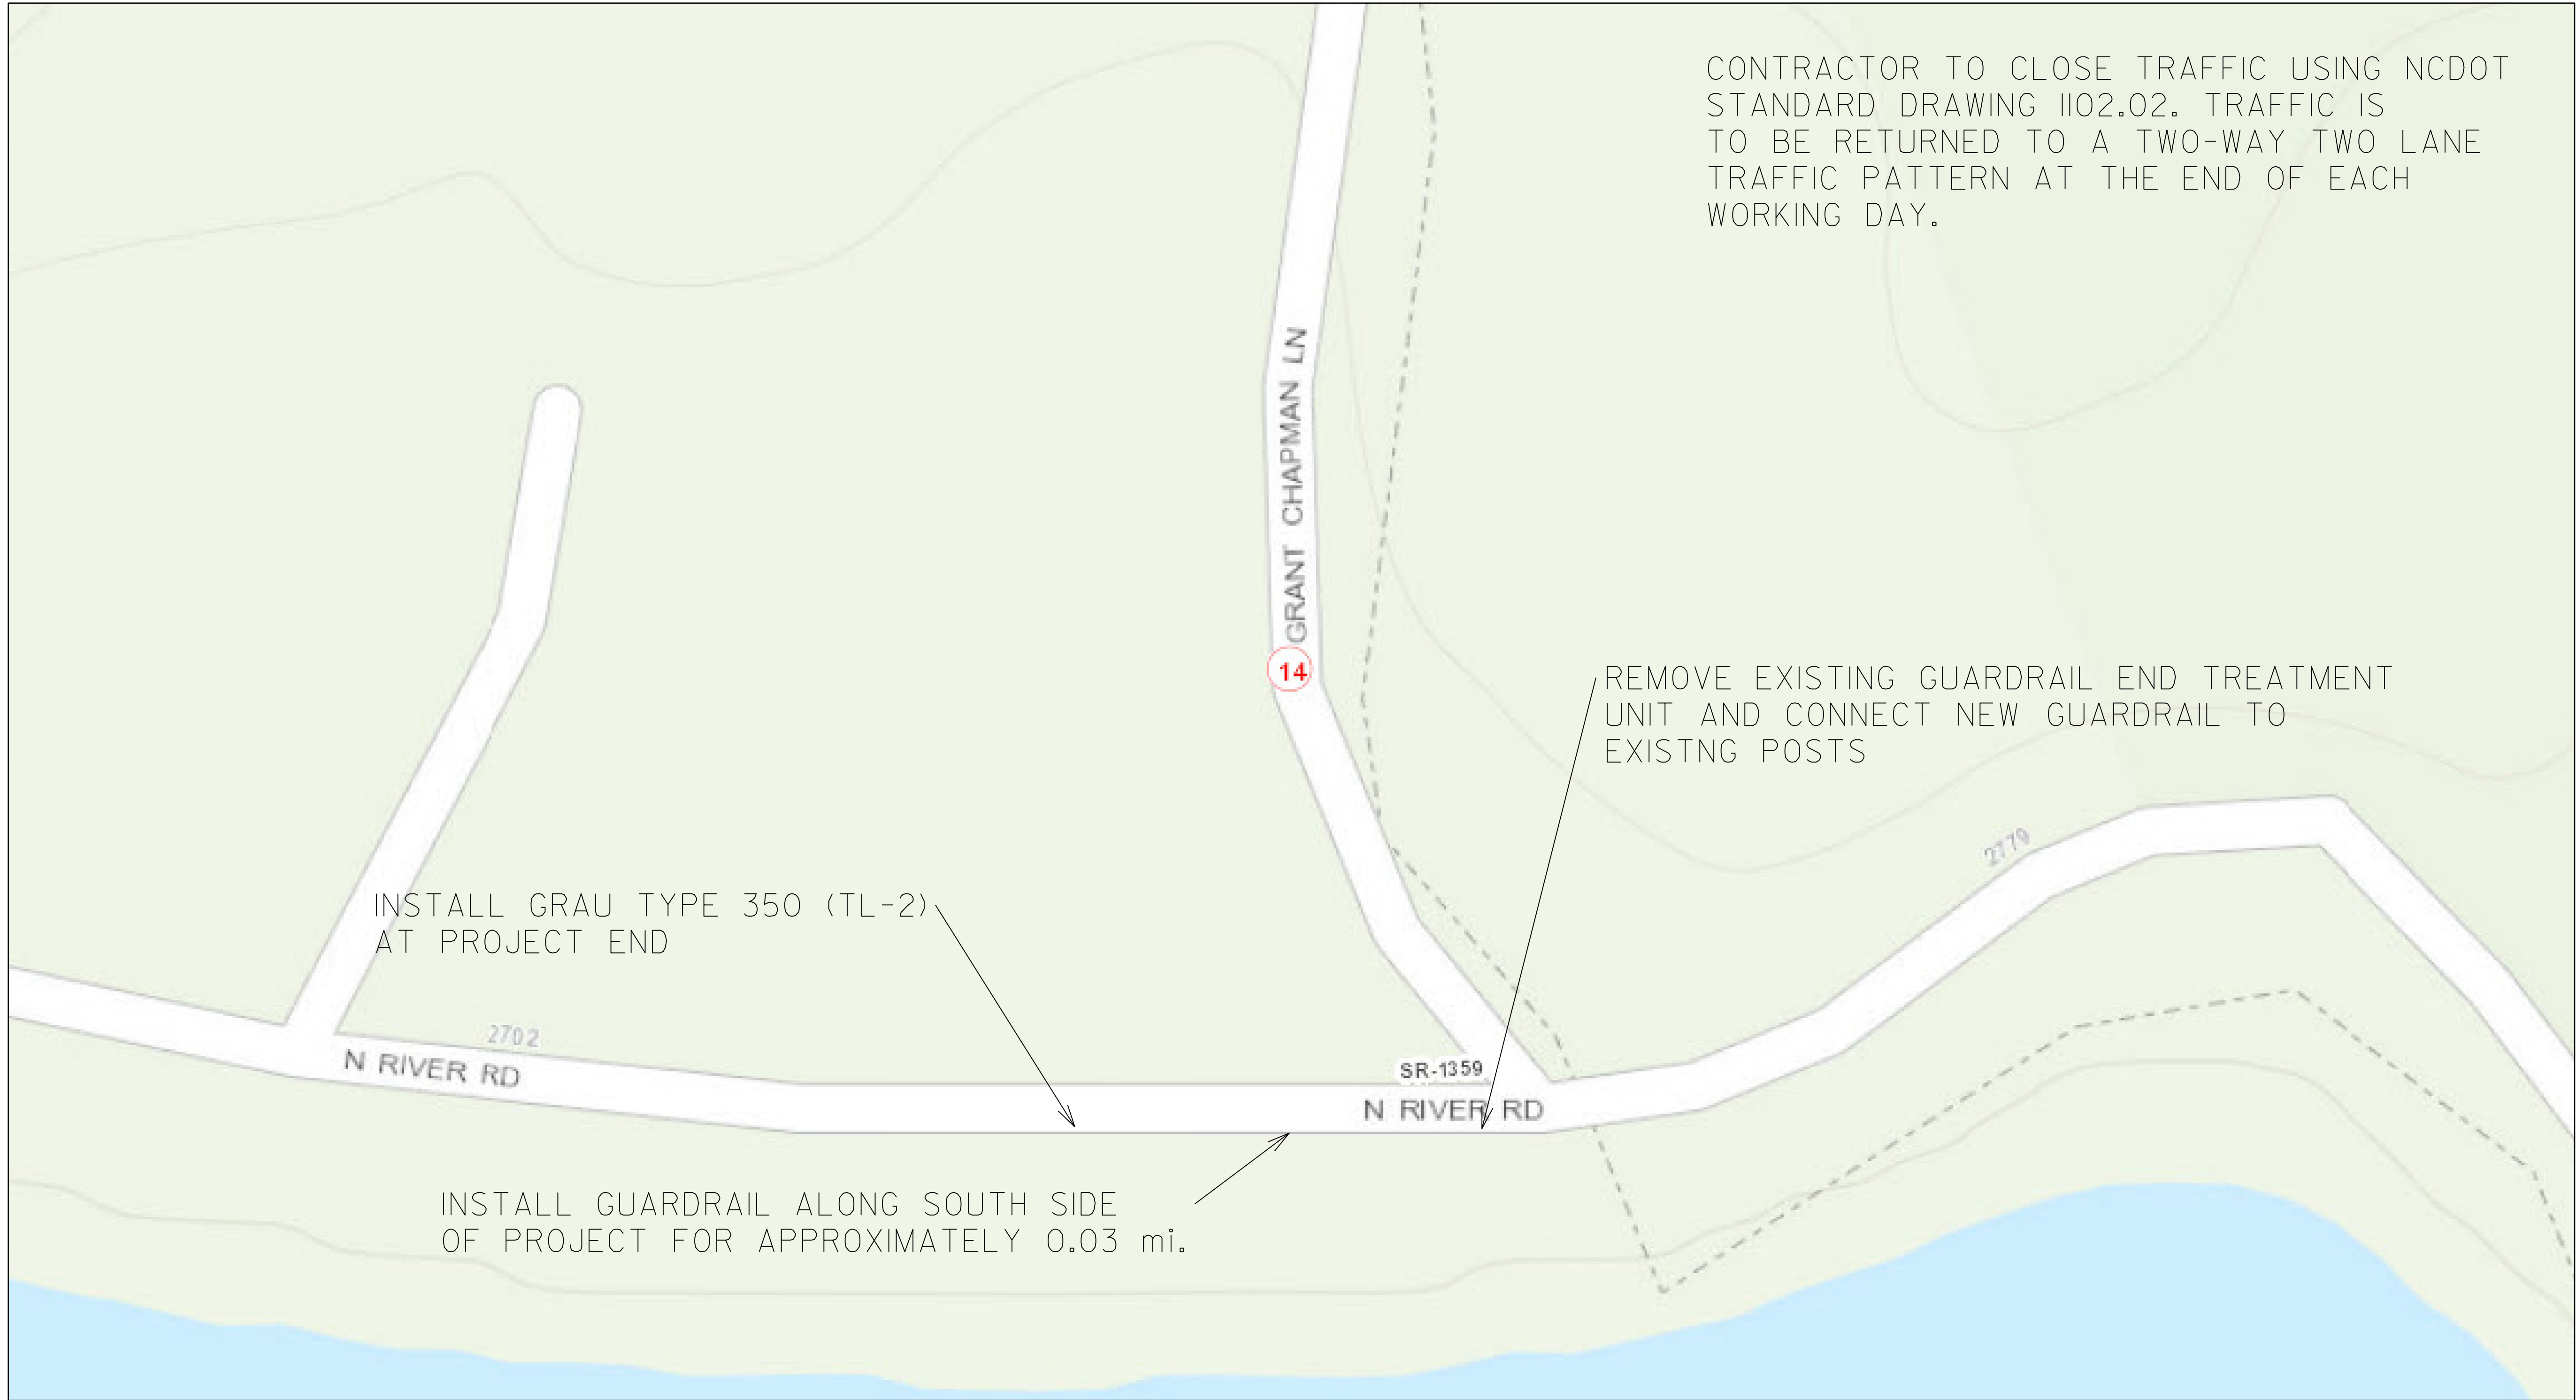 CONTRACTOR TO CLOSE TRAFFIC USING NCDOT
STANDARD DRAWING 1102.02. TRAFFIC IS
TO BE RETURNED TO A TWO-WAY TWO LANE
TRAFFIC PATTERN AT THE END OF EACH
WORKING DAY.
GRANT CHAPMAN LN
14
REMOVE EXISTING GUARDRAIL END TREATMENT
UNIT AND CONNECT NEW GUARDRAIL TO
EXISTNG POSTS
2779
INSTALL GRAU TYPE 350 (TL-2)
AT PROJECT END
2702
N RIVER RD
SR-1359
N RIVER RD
INSTALL GUARDRAIL ALONG SOUTH SIDE
OF PROJECT FOR APPROXIMATELY 0.03 mi.